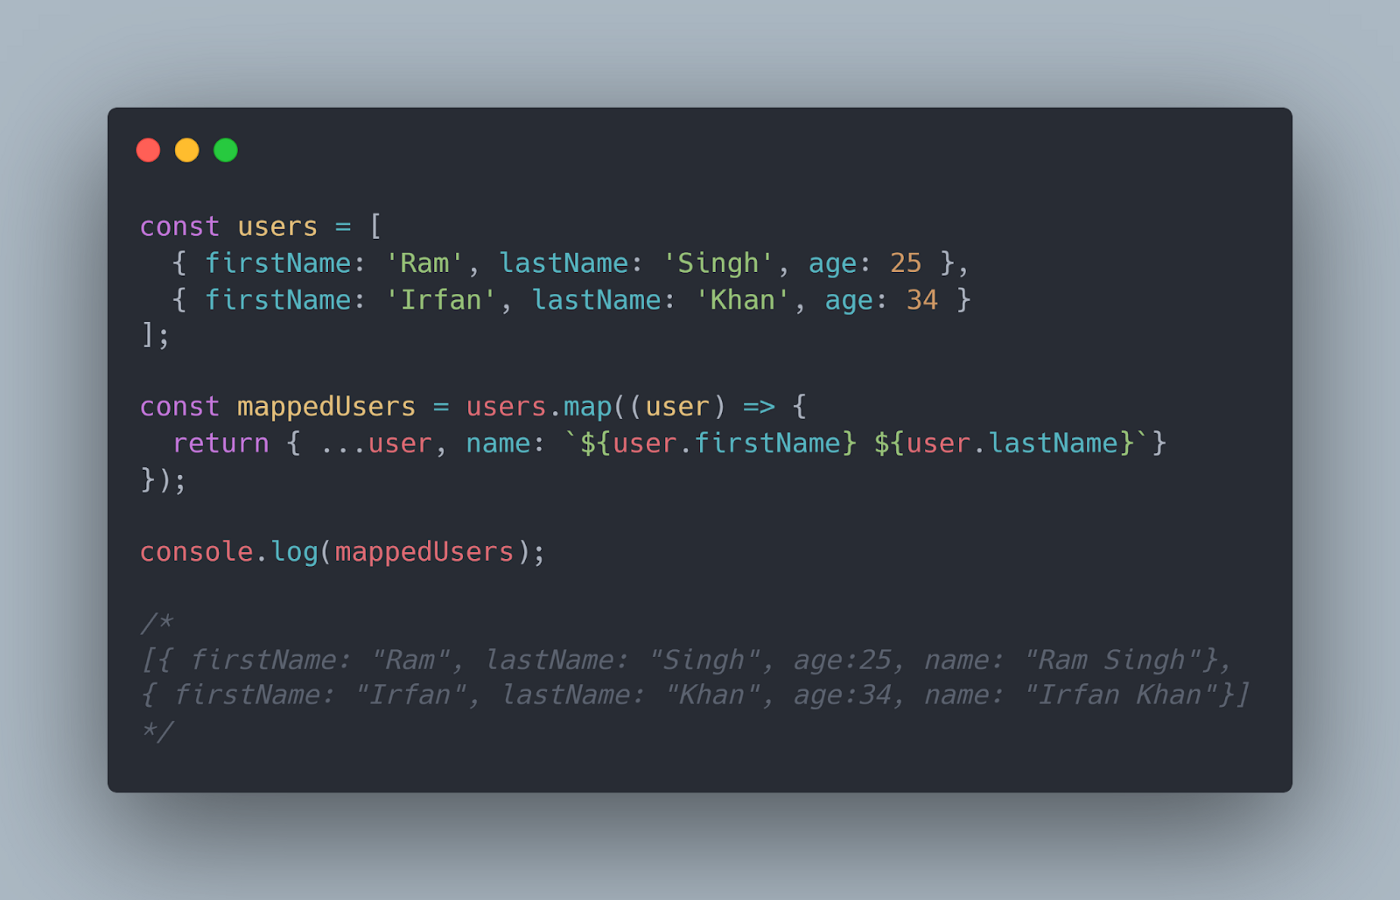 const users = [
  { firstName: 'Ram', lastName: 'Singh', age: 25 },
  { firstName: 'Irfan', lastName: 'Khan', age: 34 }
];
const mappedUsers = users.map((user) => {
  return { ...user, name: `${user.firstName} ${user.lastName}`}
});
console.log(mappedUsers);
/*
[{ firstName: "Ram", lastName: "Singh", age:25, name: "Ram Singh"},
{ firstName: "Irfan", lastName: "Khan", age:34, name: "Irfan Khan"}]
*/